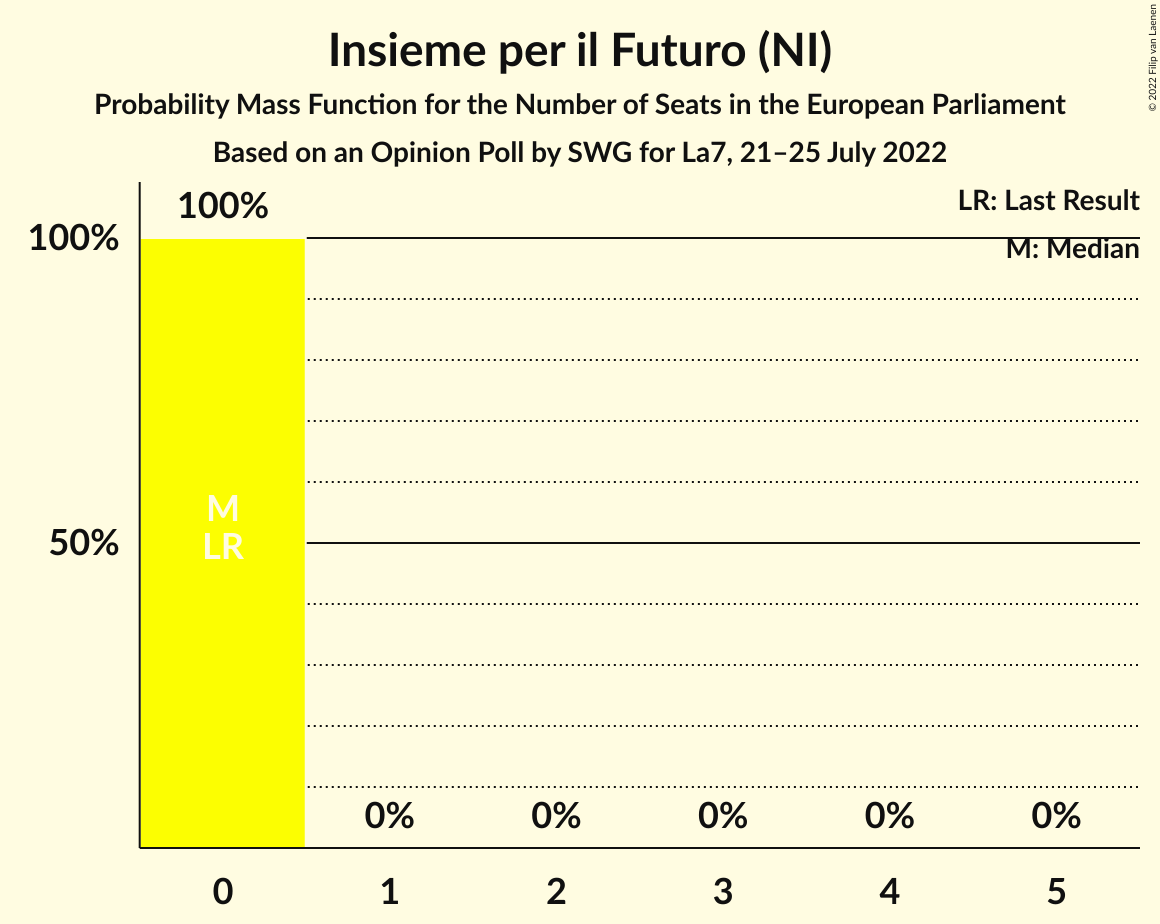 Insieme per il Futuro (NI)
Probability Mass Function for the Number of Seats in the European Parliament
Based on an Opinion Poll by SWG for La7, 21–25 July 2022
© 2022 Filip van Laenen
LR: Last Result
M: Median
100%
100%
50%
M
LR
0% 0% 0% 0% 0%
0 1 2 3 4 5